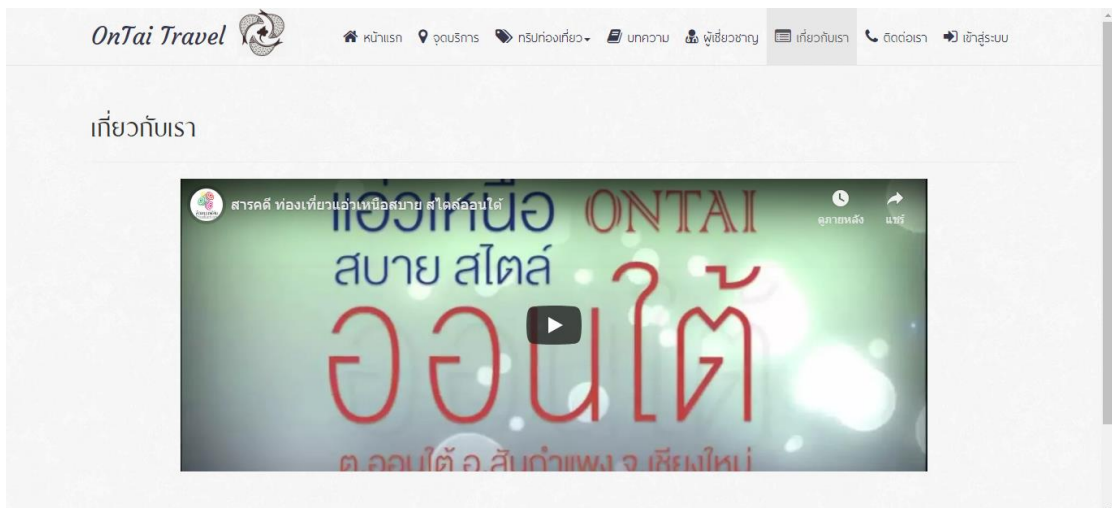 OnTai Travel
หน้าแรก จุดบริการ ทริปท่องเที่ยว บทความ ผู้เชี่ยวชาญ เกี่ยวกับเรา ติดต่อเรา เข้าสู่ระบบ
เกี่ยวกับเรา
สารคดี ท่องเที่ยวแอ่วเหนือสบาย สไตล์ออนใต้
ดูภายหลัง แชร์
แอ่วเหนือ ONTAI
สบาย สไตล์
ออนใต้
ต.ออนใต้ อ.สันกำแพง จ.เชียงใหม่